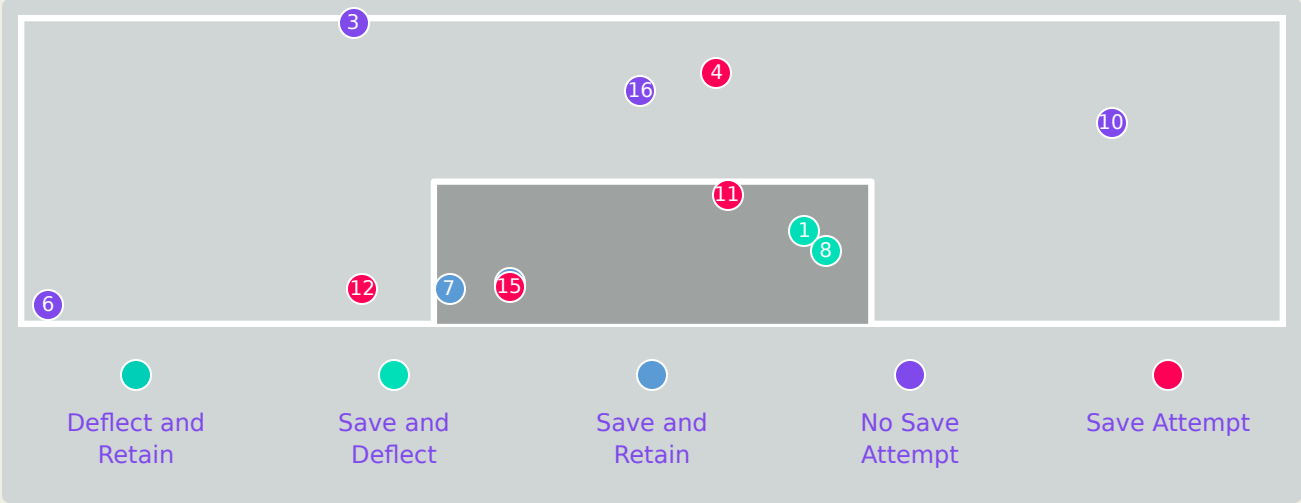 3
4
16
10
11
1
8
15
7
12
6
Deflect and
Retain
Save and
Deflect
Save and
Retain
No Save
Attempt
Save Attempt